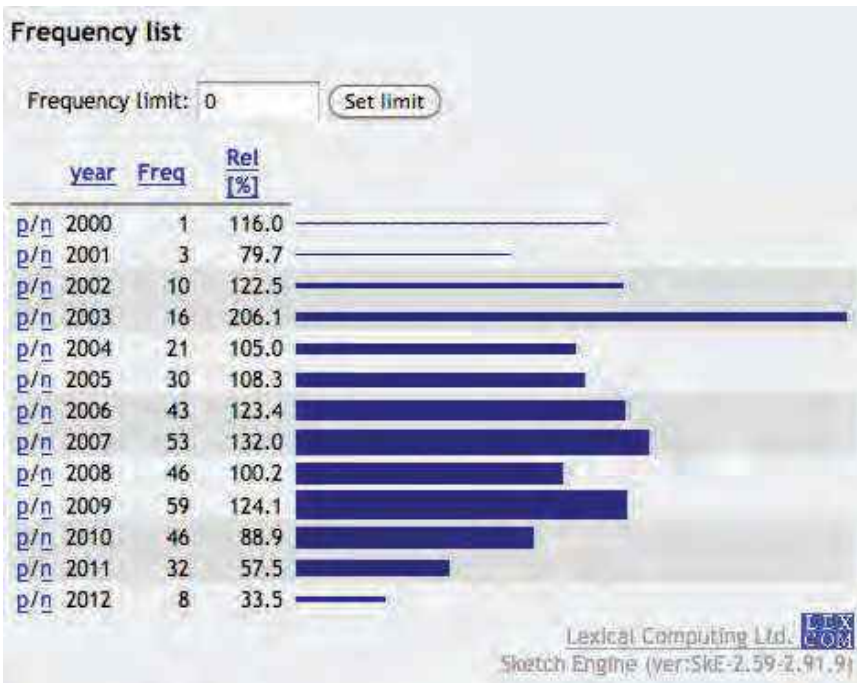 Frequency list
Frequency limit: 0 Set limit
year Freq Rel [%]
p/n 2000 1 116.0
p/n 2001 3 79.7
p/n 2002 10 122.5
p/n 2003 16 206.1
p/n 2004 21 105.0
p/n 2005 30 108.3
p/n 2006 43 123.4
p/n 2007 53 132.0
p/n 2008 46 100.2
p/n 2009 59 124.1
p/n 2010 46 88.9
p/n 2011 32 57.5
p/n 2012 8 33.5
Lexical Computing Ltd. LEX COM
Sketch Engine (ver:SkE-2.59-2.91.9)